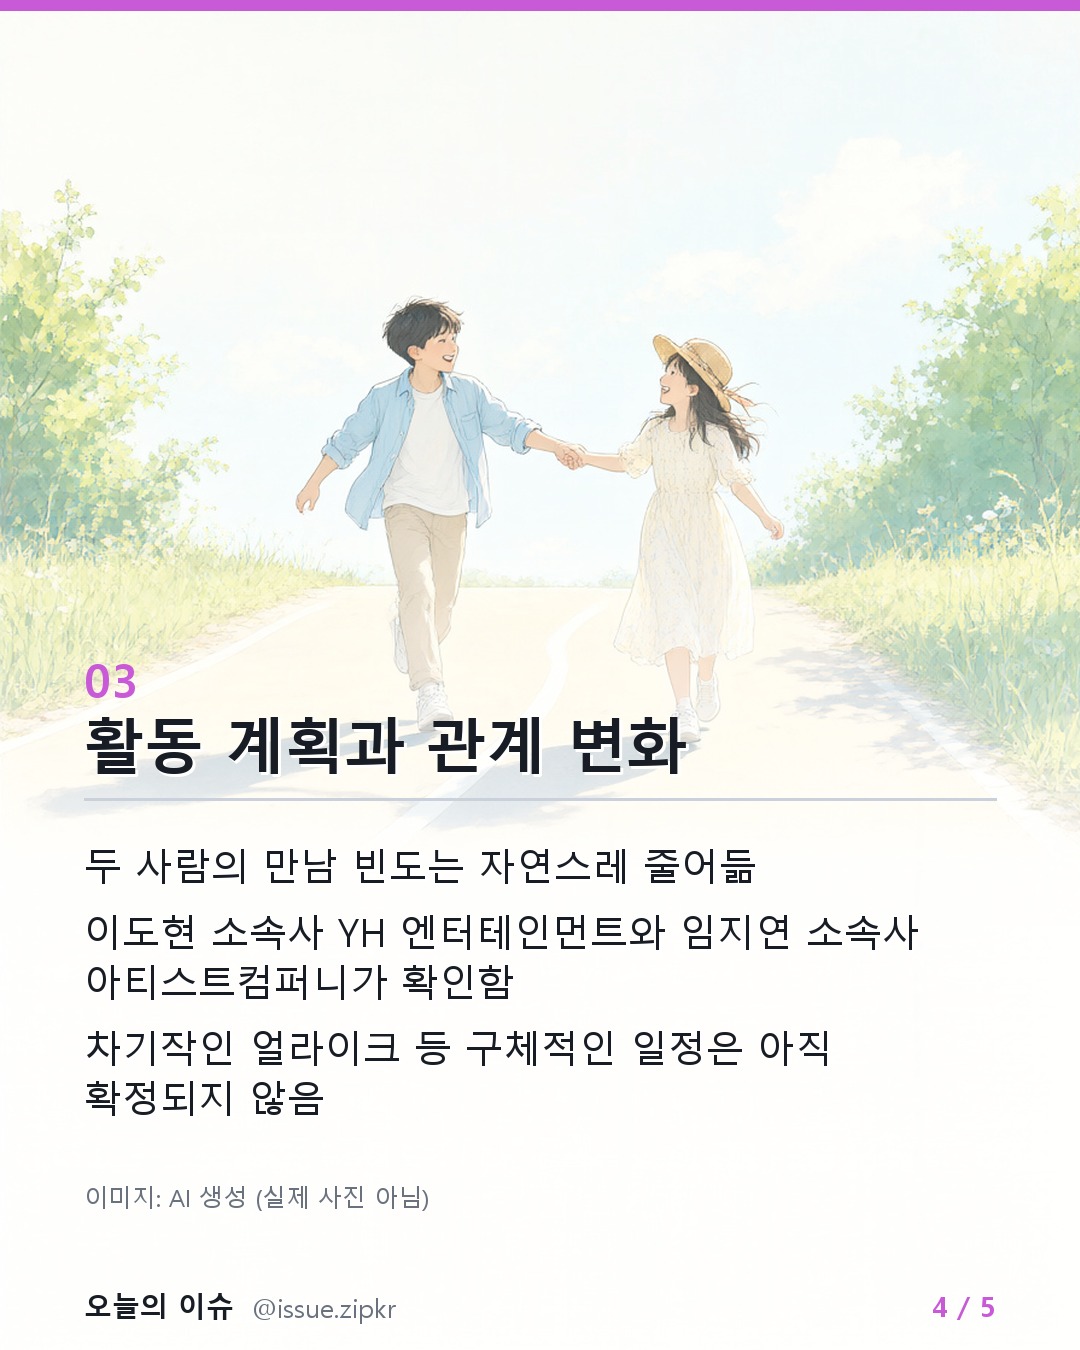 03
활동 계획과 관계 변화
두 사람의 만남 빈도는 자연스레 줄어듦
이도현 소속사 YH 엔터테인먼트와 임지연 소속사
아티스트컴퍼니가 확인함
차기작인 얼라이크 등 구체적인 일정은 아직
확정되지 않음
이미지: AI 생성 (실제 사진 아님)
오늘의 이슈 @issue.zipkr
4 / 5